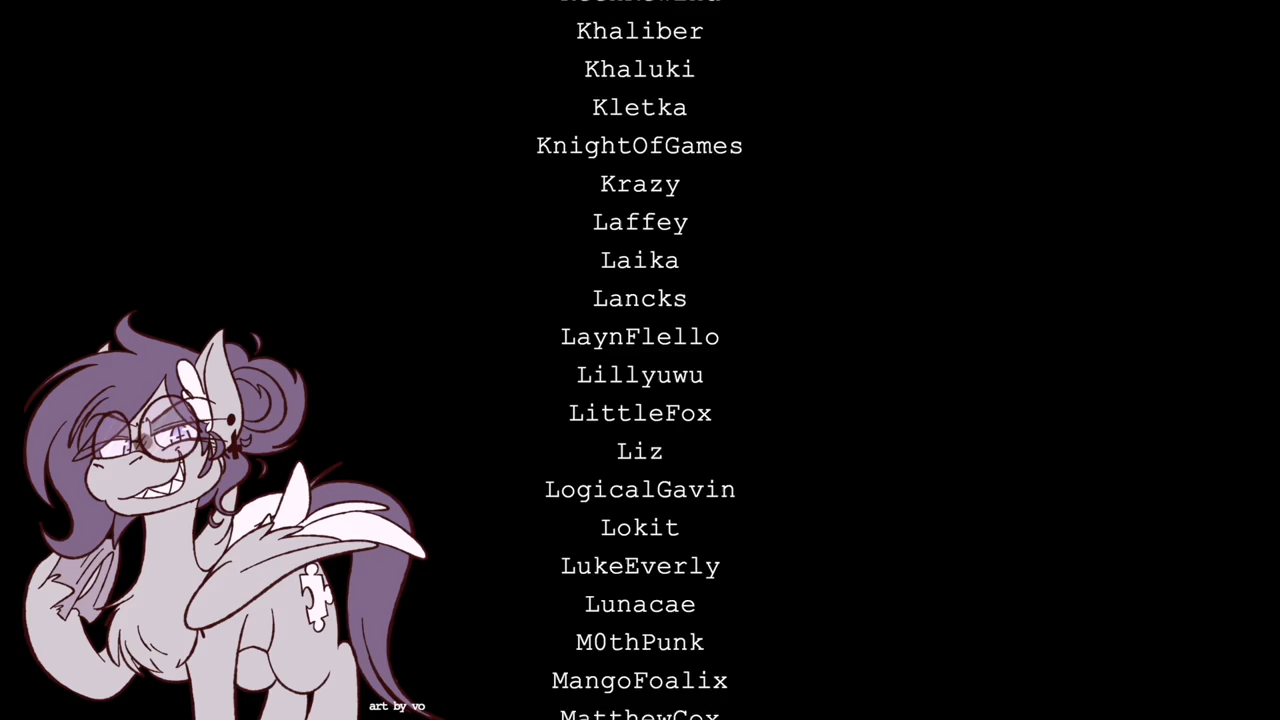 Khaliber
Khaluki
Kletka
KnightOfGames
Krazy
Laffey
Laika
Lancks
LaynFlello
Lillyuwu
LittleFox
Liz
LogicalGavin
Lokit
LukeEverly
Lunacae
M0thPunk
MangoFoalix
art by vo
MatthewCox